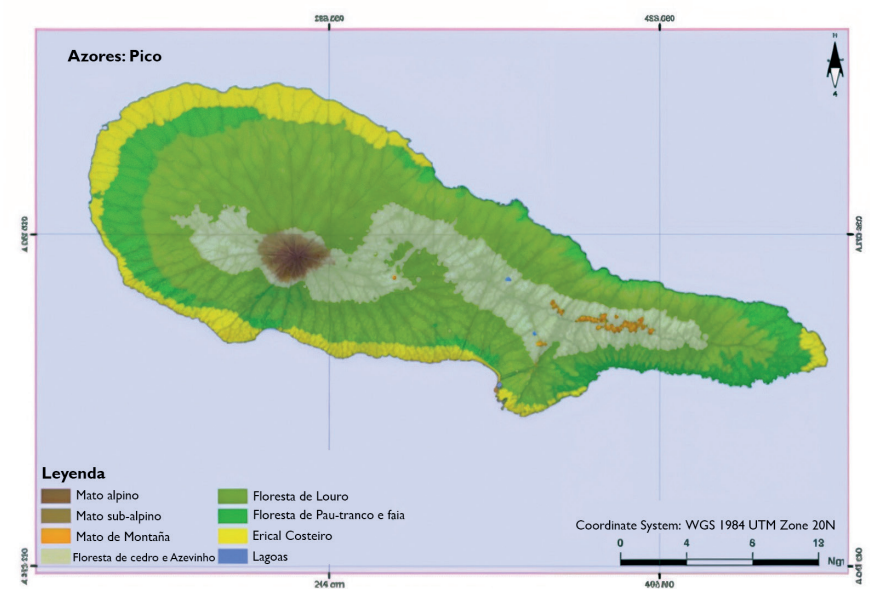 Azores: Pico
Leyenda
Mato alpino
Mato sub-alpino
Mato de Montaña
Floresta de cedro e Azevinho
Floresta de Louro
Floresta de Pau-tranco e faia
Erical Costeiro
Lagoas
Coordinate System: WGS 1984 UTM Zone 20N
0 4 6 12